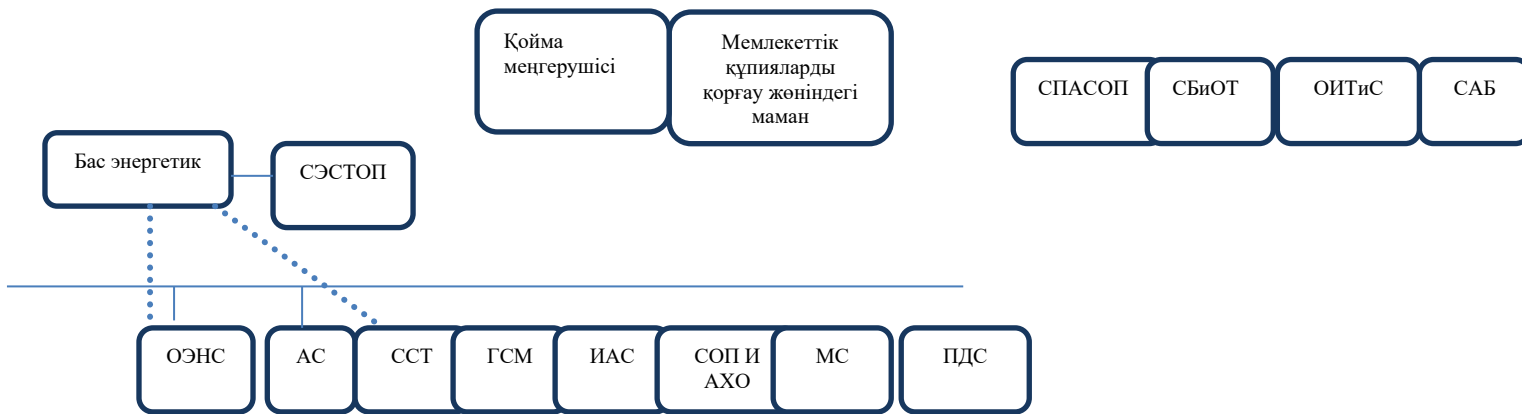 Қойма
меңгерушісі
Мемлекеттік
құпияларды
қорғау жөніндегі
маман
СПАСОП
СБиОТ
ОИТиС
САБ
Бас энергетик
СЭСТОП
ОЭНС
АС
ССТ
ГСМ
ИАС
СОП И
АХО
МС
ПДС